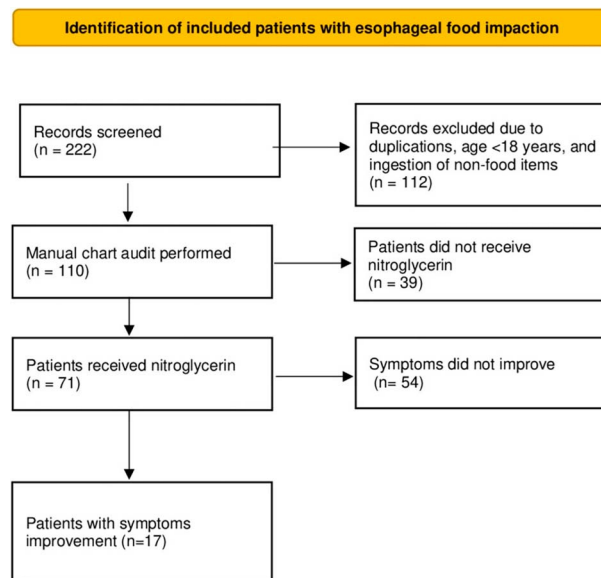 Identification of included patients with esophageal food impaction
Records screened
(n = 222)
Records excluded due to
duplications, age <18 years, and
ingestion of non-food items
(n = 112)
Manual chart audit performed
(n = 110)
Patients did not receive
nitroglycerin
(n = 39)
Patients received nitroglycerin
(n = 71)
Symptoms did not improve
(n= 54)
Patients with symptoms
improvement (n=17)